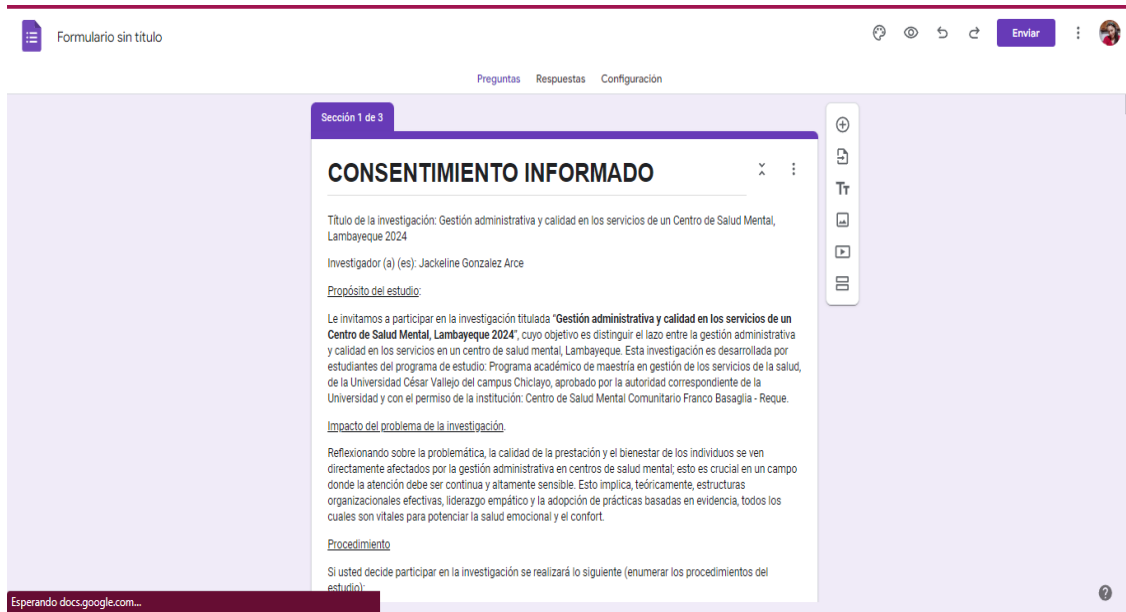 Formulario sin título
Enviar
Preguntas Respuestas Configuración
Sección 1 de 3
CONSENTIMIENTO INFORMADO
Título de la investigación: Gestión administrativa y calidad en los servicios de un Centro de Salud Mental,
Lambayeque 2024
Investigador (a) (es): Jackeline Gonzalez Arce
Propósito del estudio:
Le invitamos a participar en la investigación titulada "Gestión administrativa y calidad en los servicios de un
Centro de Salud Mental, Lambayeque 2024", cuyo objetivo es distinguir el lazo entre la gestión administrativa
y calidad en los servicios en un centro de salud mental, Lambayeque. Esta investigación es desarrollada por
estudiantes del programa de estudio: Programa académico de maestría en gestión de los servicios de la salud,
de la Universidad César Vallejo del campus Chiclayo, aprobado por la autoridad correspondiente de la
Universidad y con el permiso de la institución: Centro de Salud Mental Comunitario Franco Basaglia - Reque.
Impacto del problema de la investigación.
Reflexionando sobre la problemática, la calidad de la prestación y el bienestar de los individuos se ven
directamente afectados por la gestión administrativa en centros de salud mental; esto es crucial en un campo
donde la atención debe ser continua y altamente sensible. Esto implica, teóricamente, estructuras
organizacionales efectivas, liderazgo empático y la adopción de prácticas basadas en evidencia, todos los
cuales son vitales para potenciar la salud emocional y el confort.
Procedimiento
Si usted decide participar en la investigación se realizará lo siguiente (enumerar los procedimientos del
estudio):
Esperando docs.google.com...